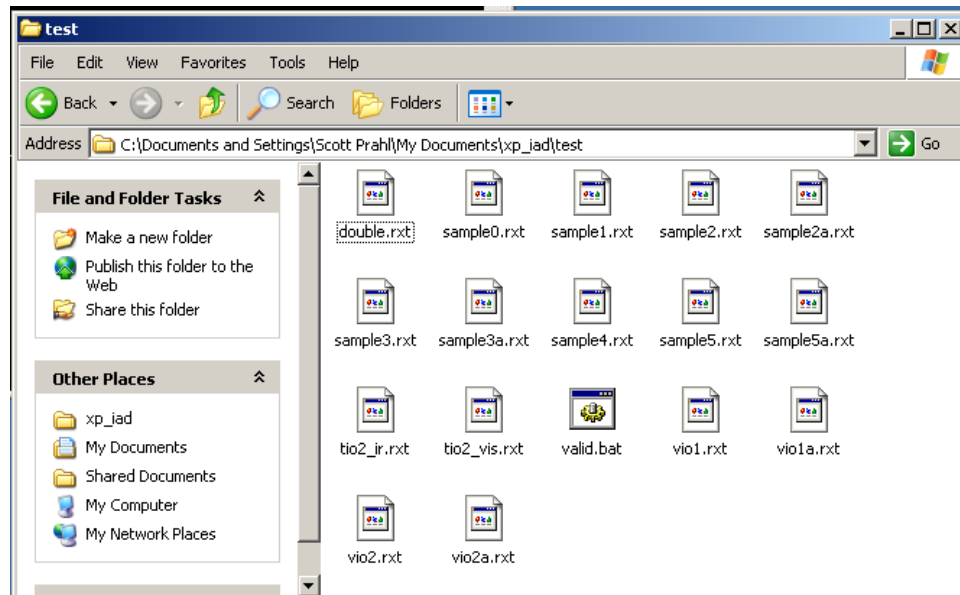 test
File Edit View Favorites Tools Help
Back Search Folders
Address C:\Documents and Settings\Scott Prahl\My Documents\xp_iad\test Go
File and Folder Tasks
Make a new folder
Publish this folder to the
Web
Share this folder
Other Places
xp_iad
My Documents
Shared Documents
My Computer
My Network Places
double.rxt sample0.rxt sample1.rxt sample2.rxt sample2a.rxt
sample3.rxt sample3a.rxt sample4.rxt sample5.rxt sample5a.rxt
tio2_ir.rxt tio2_vis.rxt valid.bat vio1.rxt vio1a.rxt
vio2.rxt vio2a.rxt